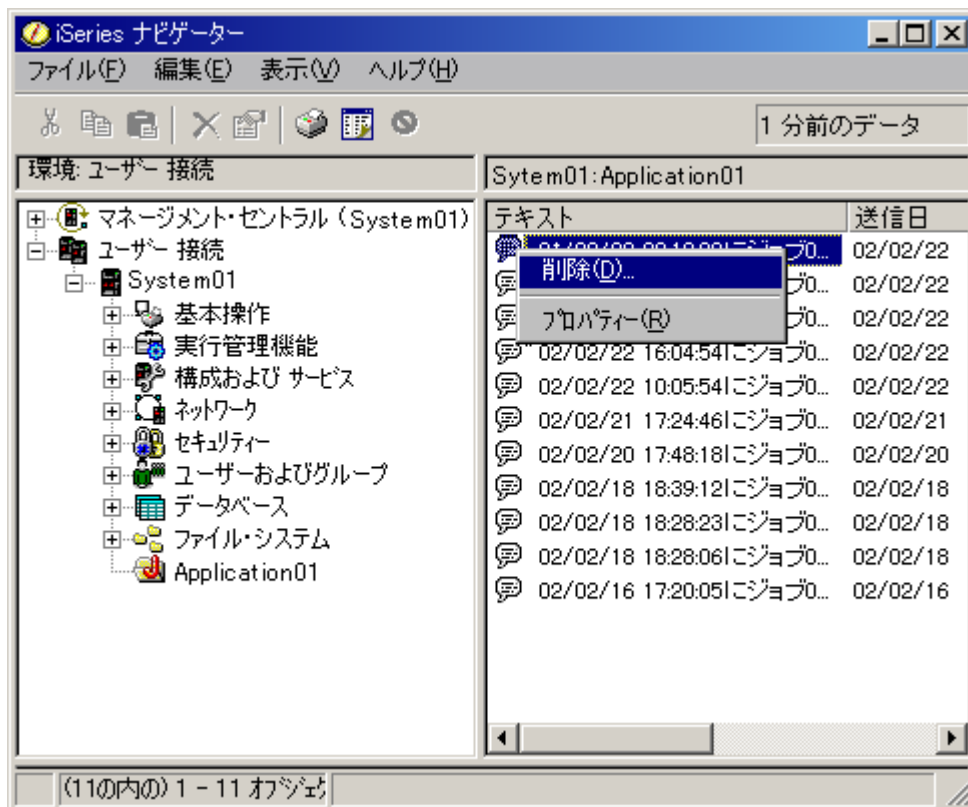 iSeries ナビゲーター
ファイル(F) 編集(E) 表示(V) ヘルプ(H)
1 分前のデータ
環境: ユーザー 接続
Sytem01:Application01
マネージメント・セントラル (System01)
ユーザー 接続
System01
基本操作
実行管理機能
構成および サービス
ネットワーク
セキュリティー
ユーザーおよびグループ
データベース
ファイル・システム
Application01
テキスト 送信日
02/02/22
削除(D)...
02/02/22
プロパティー(R)
02/02/22
02/02/22 16:04:54にジョブ0... 02/02/22
02/02/22 10:05:54にジョブ0... 02/02/22
02/02/21 17:24:46にジョブ0... 02/02/21
02/02/20 17:48:18にジョブ0... 02/02/20
02/02/18 18:39:12にジョブ0... 02/02/18
02/02/18 18:28:23にジョブ0... 02/02/18
02/02/18 18:28:06にジョブ0... 02/02/18
02/02/16 17:20:05にジョブ0... 02/02/16
(11の内の) 1 - 11 オブジェク